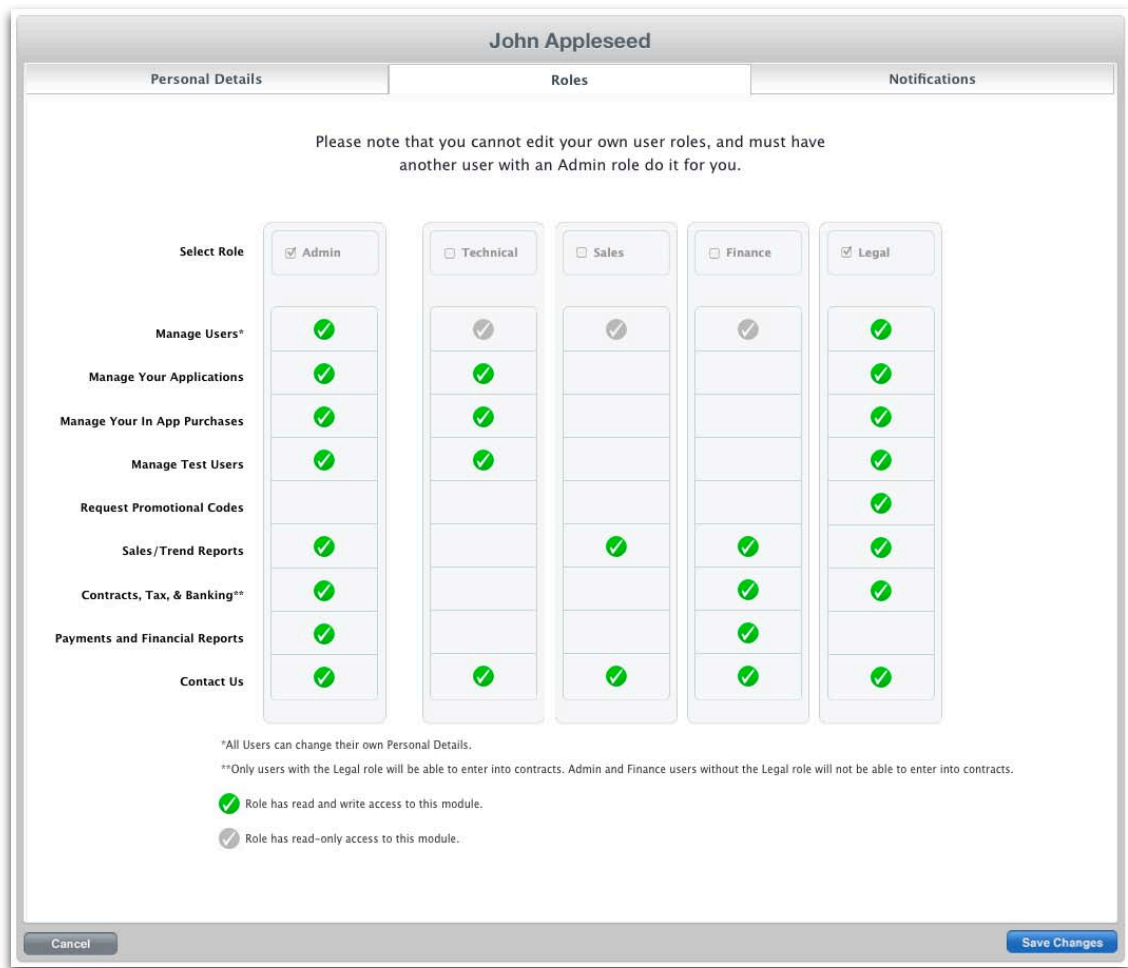 John Appleseed
Personal Details Roles Notifications
Please note that you cannot edit your own user roles, and must have
another user with an Admin role do it for you.
Select Role Admin Technical Sales Finance Legal
Manage Users*
Manage Your Applications
Manage Your In App Purchases
Manage Test Users
Request Promotional Codes
Sales/Trend Reports
Contracts, Tax, & Banking**
Payments and Financial Reports
Contact Us
*All Users can change their own Personal Details.
**Only users with the Legal role will be able to enter into contracts. Admin and Finance users without the Legal role will not be able to enter into contracts.
Role has read and write access to this module.
Role has read-only access to this module.
Cancel Save Changes